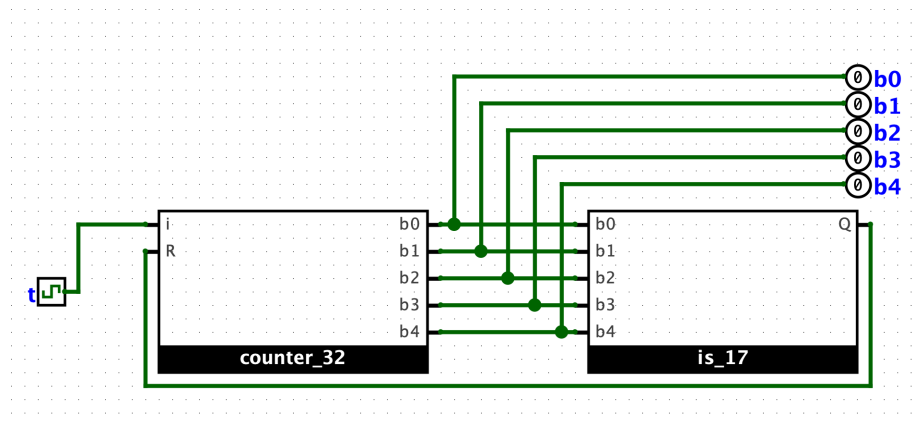 0 b0
0 b1
0 b2
0 b3
0 b4
i b0 b0 Q
R b1 b1
b2 b2
t
b3 b3
b4 b4
counter_32 is_17